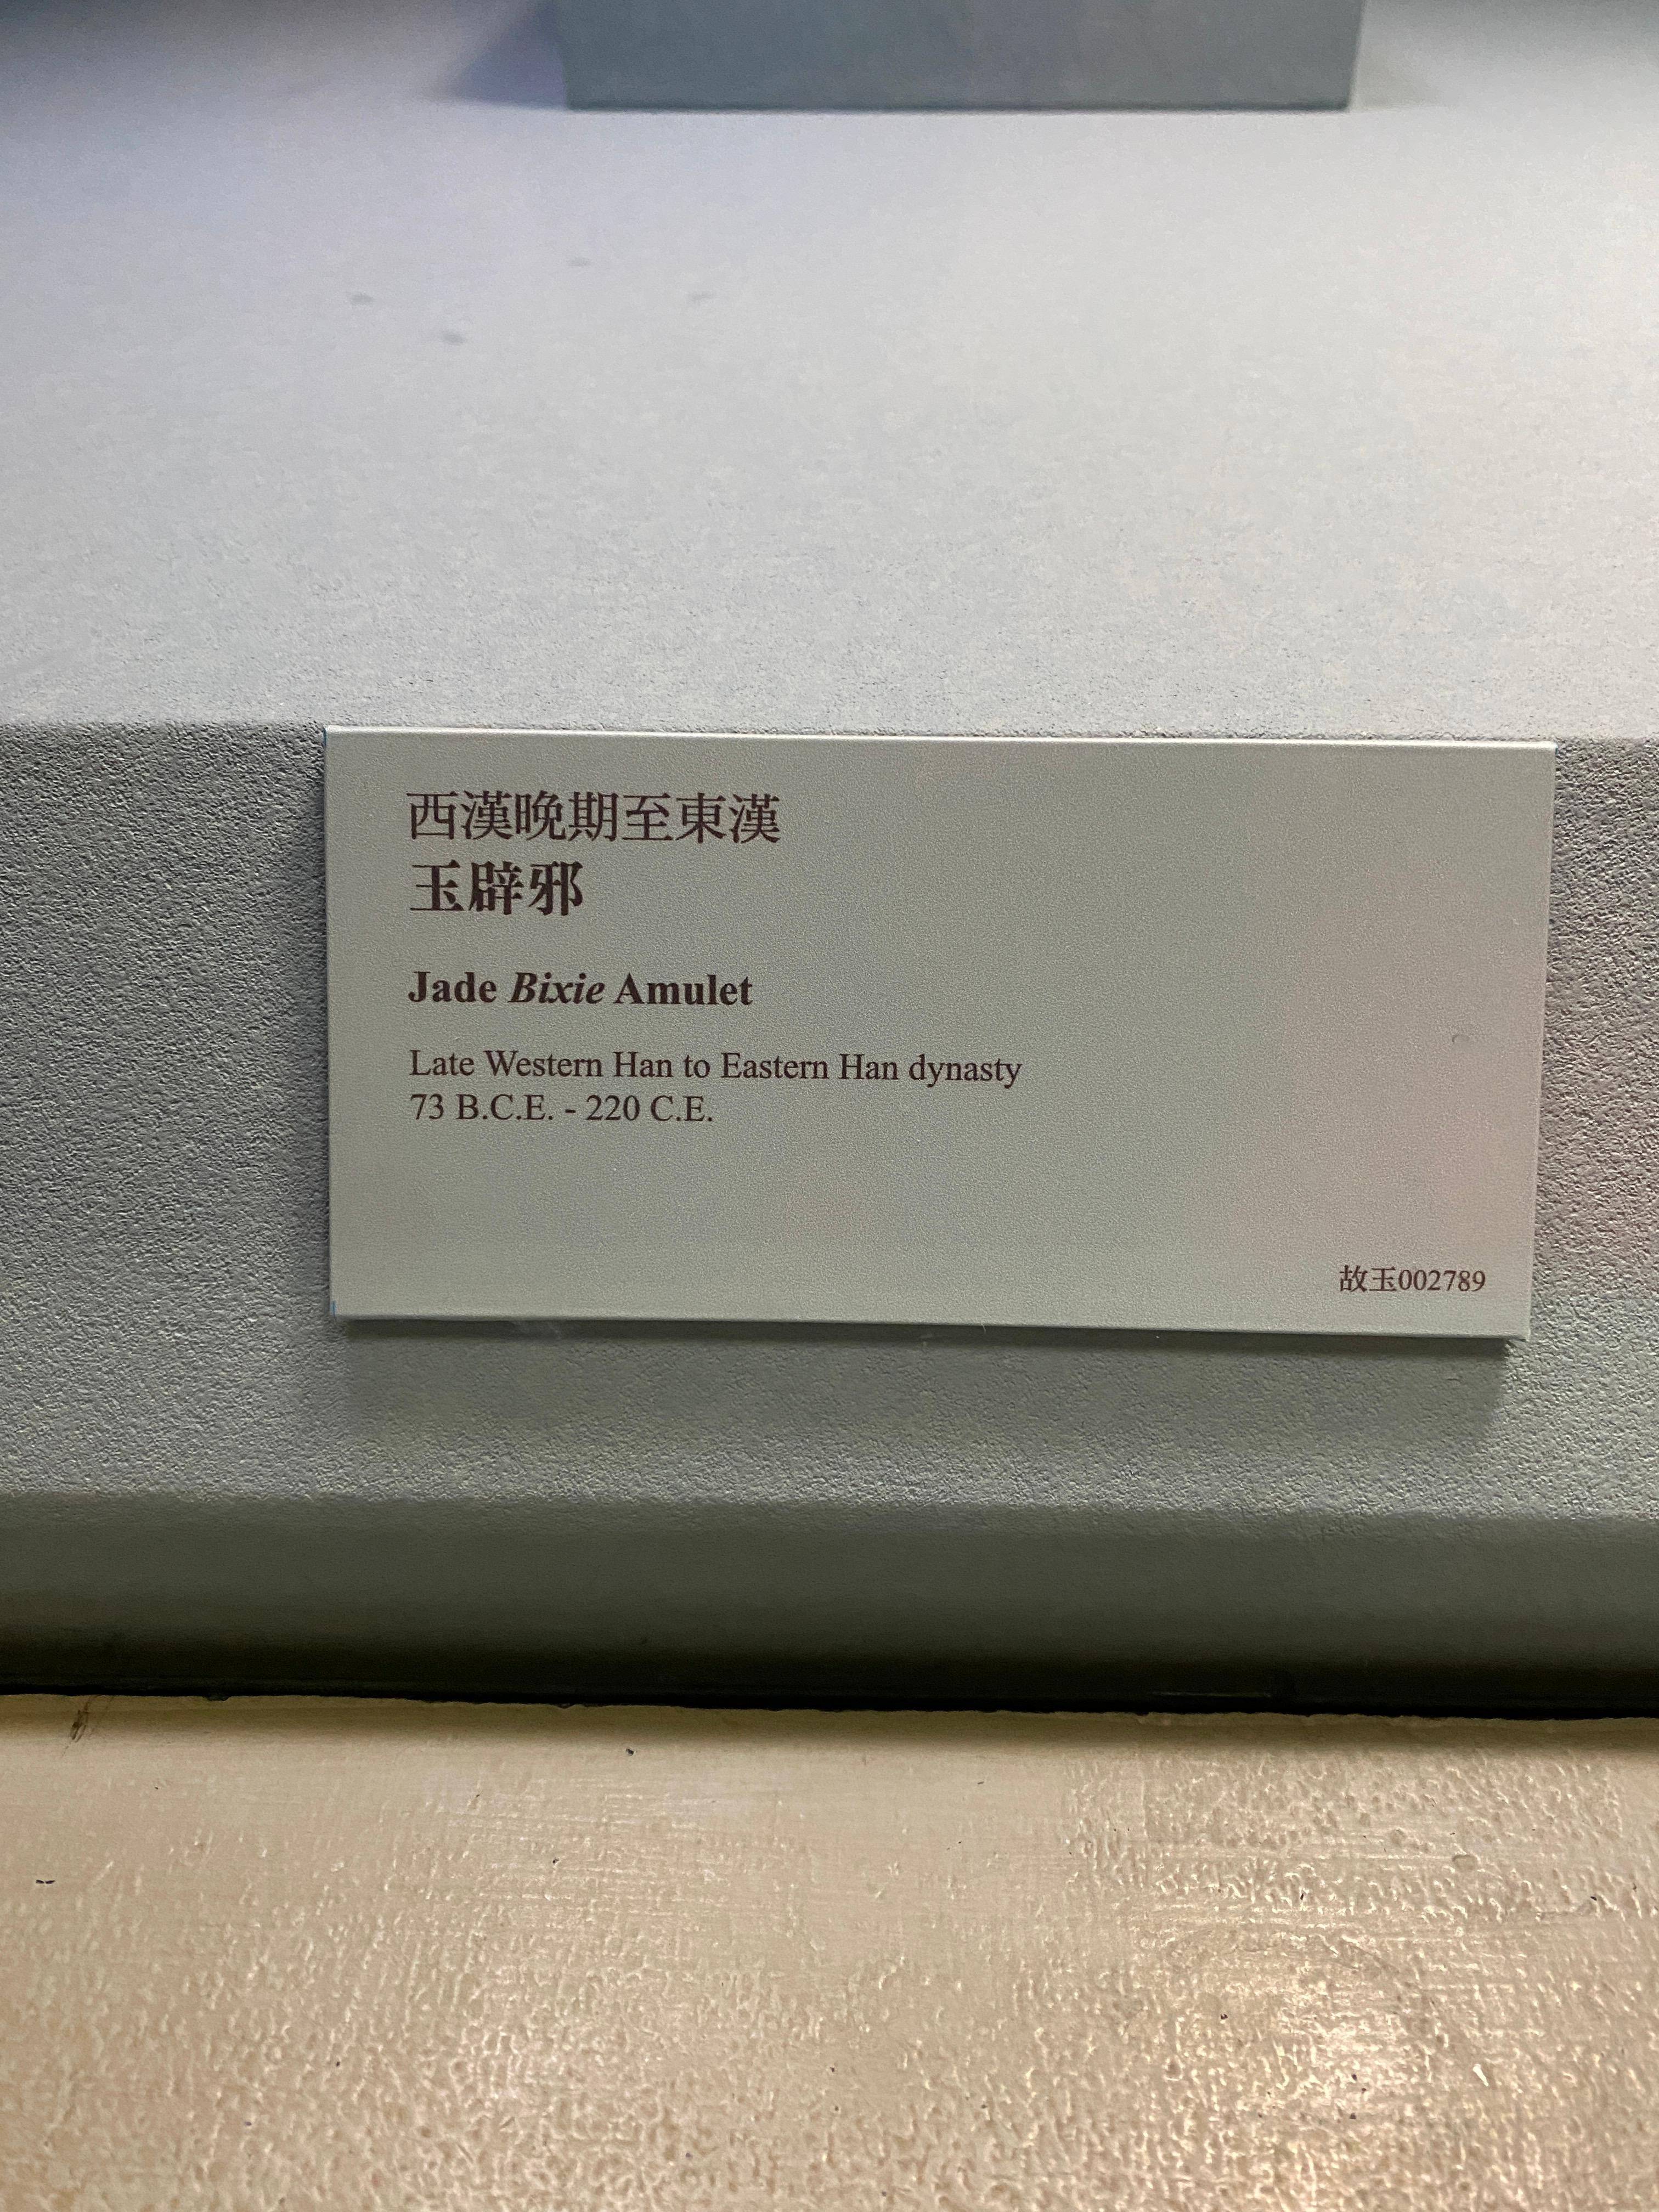 西漢晚期至東漢
玉辟邪
Jade Bixie Amulet
Late Western Han to Eastern Han dynasty
73 B.C.E. - 220 C.E.
故玉002789